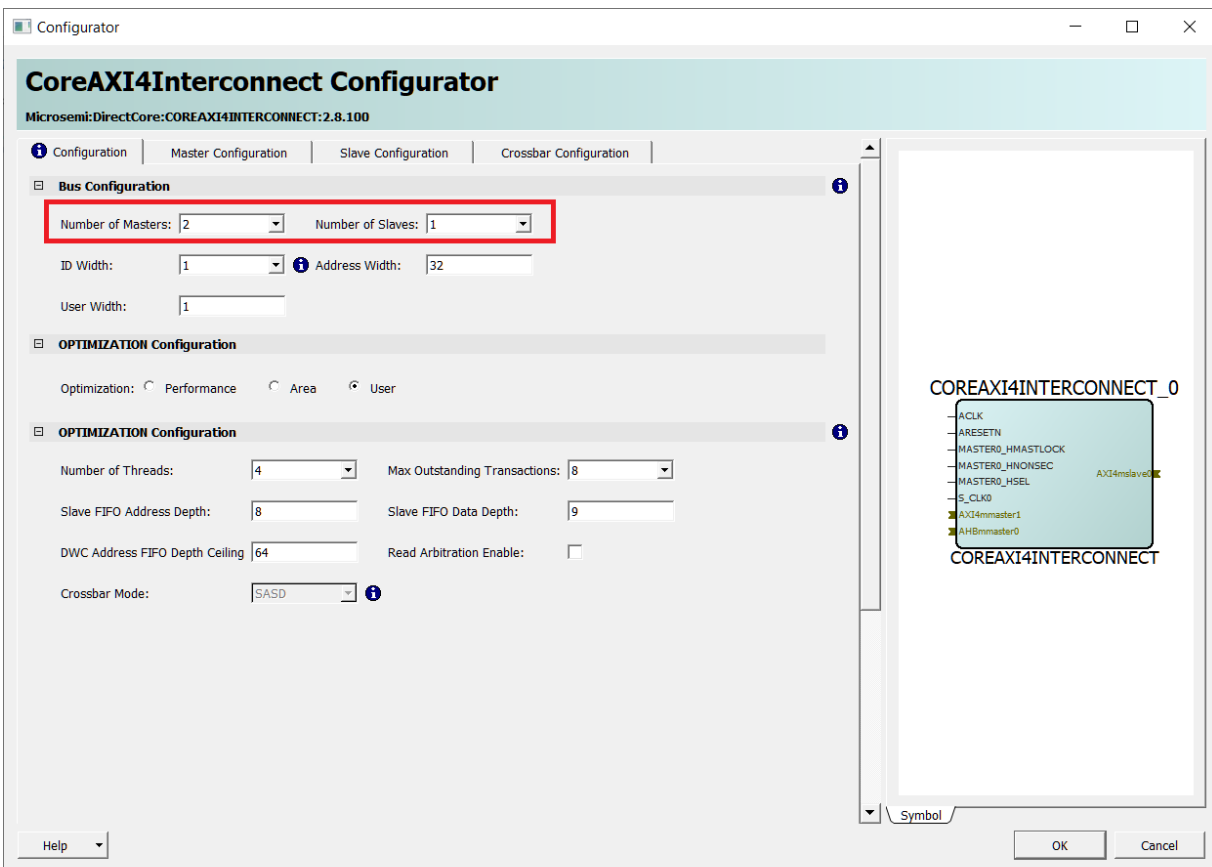 Configurator
CoreAXI4Interconnect Configurator
Microsemi:DirectCore:COREAXI4INTERCONNECT:2.8.100
Configuration Master Configuration Slave Configuration Crossbar Configuration
Bus Configuration
Number of Masters: 2 Number of Slaves: 1
ID Width: 1 Address Width: 32
User Width: 1
OPTIMIZATION Configuration
Optimization: Performance Area User
OPTIMIZATION Configuration
Number of Threads: 4 Max Outstanding Transactions: 8
Slave FIFO Address Depth: 8 Slave FIFO Data Depth: 9
DWC Address FIFO Depth Ceiling 64 Read Arbitration Enable:
Crossbar Mode: SASD
COREAXI4INTERCONNECT_0
ACLK
ARESETN
MASTER0_HMASTLOCK
MASTER0_HNONSEC
MASTER0_HSEL
AXI4mslave0
S_CLK0
AXI4mmaster1
AHBmmaster0
COREAXI4INTERCONNECT
Symbol
Help OK Cancel